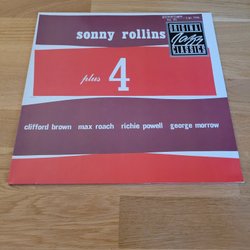 sonny rollins
ORIGINAL
Jazz
CLASSICS
plus 4
clifford brown max roach richie powell george morrow